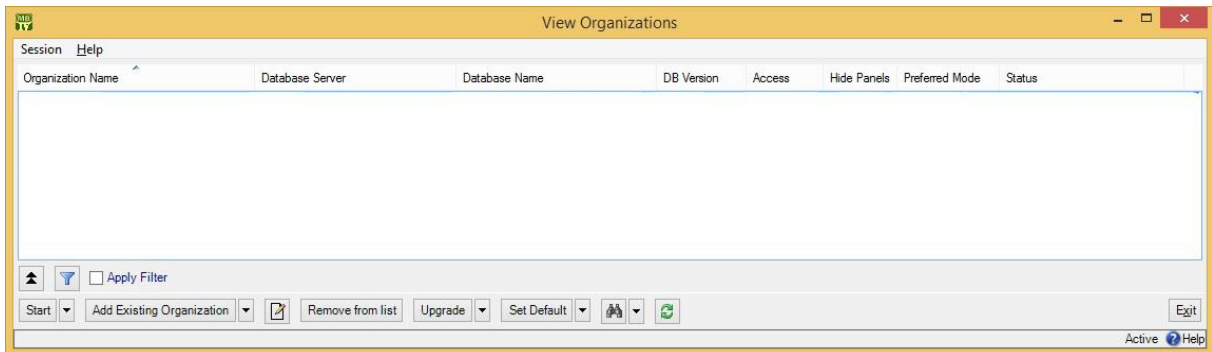 MB
TY
View Organizations
Session Help
Organization Name Database Server Database Name DB Version Access Hide Panels Preferred Mode Status
Apply Filter
Start Add Existing Organization Remove from list Upgrade Set Default Exit
Active Help